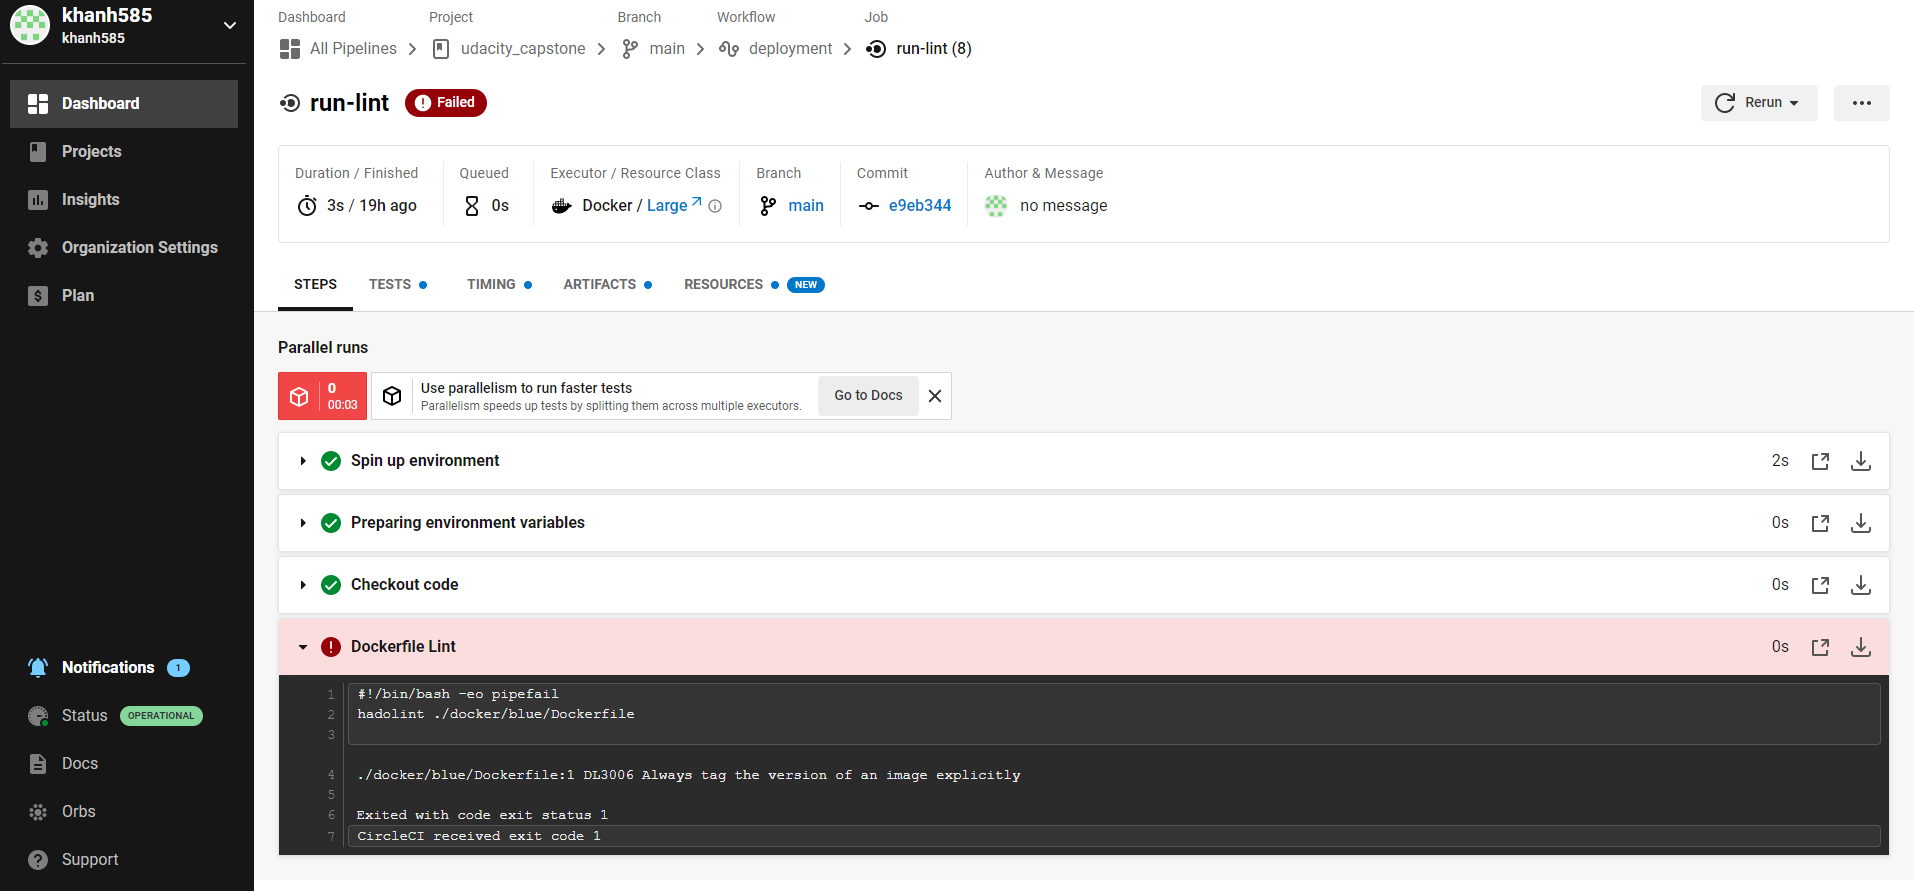 khanh585
khanh585
Dashboard
Projects
Insights
Organization Settings
Plan
Notifications 1
Status OPERATIONAL
Docs
Orbs
Support
Dashboard Project Branch Workflow Job
All Pipelines udacity_capstone main deployment run-lint (8)
run-lint Failed
Rerun
Duration / Finished Queued Executor / Resource Class Branch Commit Author & Message
3s / 19h ago 0s Docker / Large main e9eb344 no message
STEPS TESTS TIMING ARTIFACTS RESOURCES NEW
Parallel runs
0
00:03
Use parallelism to run faster tests
Parallelism speeds up tests by splitting them across multiple executors.
Go to Docs
Spin up environment 2s
Preparing environment variables 0s
Checkout code 0s
Dockerfile Lint 0s
1 #!/bin/bash -eo pipefail
2 hadolint ./docker/blue/Dockerfile
3
4 ./docker/blue/Dockerfile:1 DL3006 Always tag the version of an image explicitly
5
6 Exited with code exit status 1
7 CircleCI received exit code 1